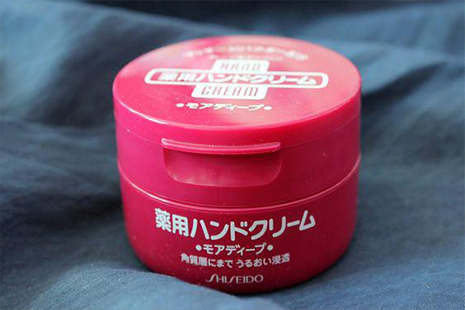 HAND
薬用ハンドクリーム
CREAM
•モアディープ•
薬用ハンドクリーム
•モアディープ•
角質層にまで うるおい浸透
SHISEIDO